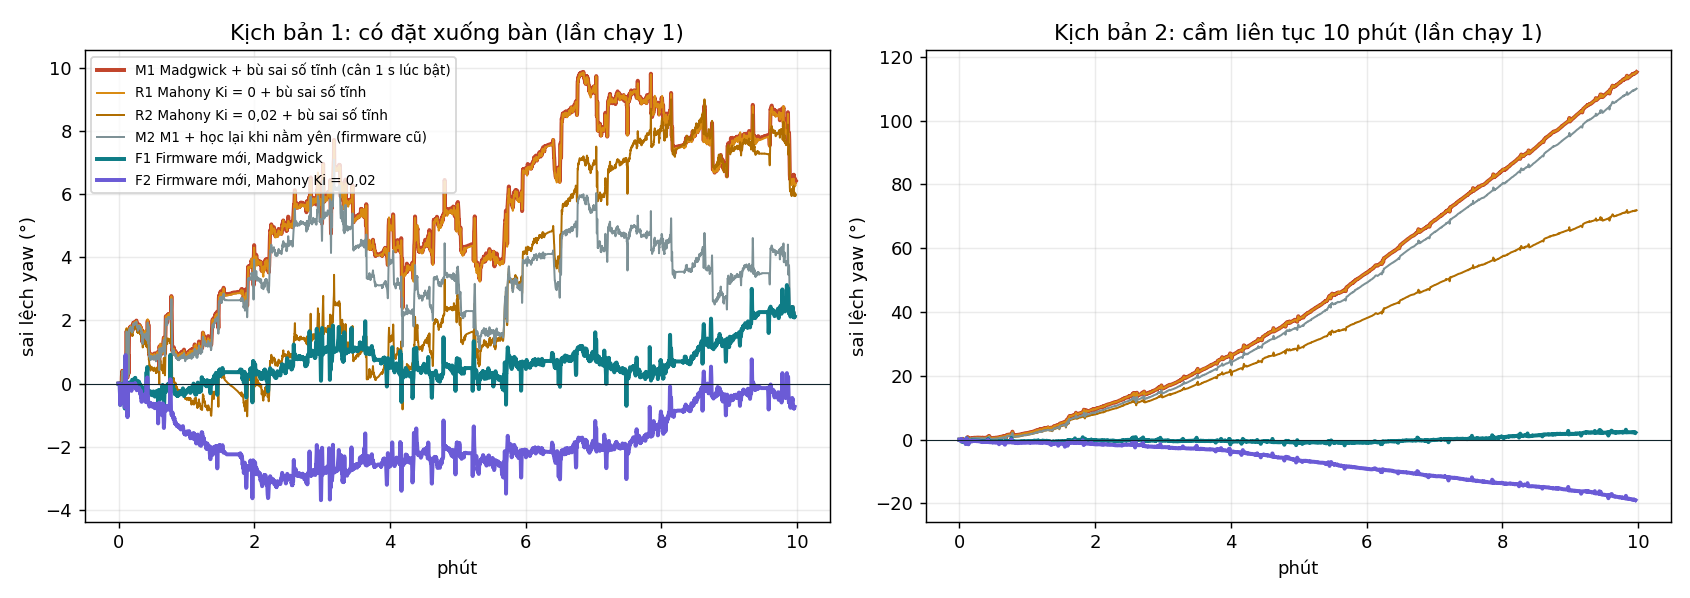 Kịch bản 1: có đặt xuống bàn (lần chạy 1)
10
8
6
4
2
0
−2
−4
sai lệch yaw (°)
M1 Madgwick + bù sai số tĩnh (cân 1 s lúc bật)
R1 Mahony Ki = 0 + bù sai số tĩnh
R2 Mahony Ki = 0,02 + bù sai số tĩnh
M2 M1 + học lại khi nằm yên (firmware cũ)
F1 Firmware mới, Madgwick
F2 Firmware mới, Mahony Ki = 0,02
0 2 4 6 8 10
phút
Kịch bản 2: cầm liên tục 10 phút (lần chạy 1)
120
100
80
60
40
20
0
−20
sai lệch yaw (°)
0 2 4 6 8 10
phút